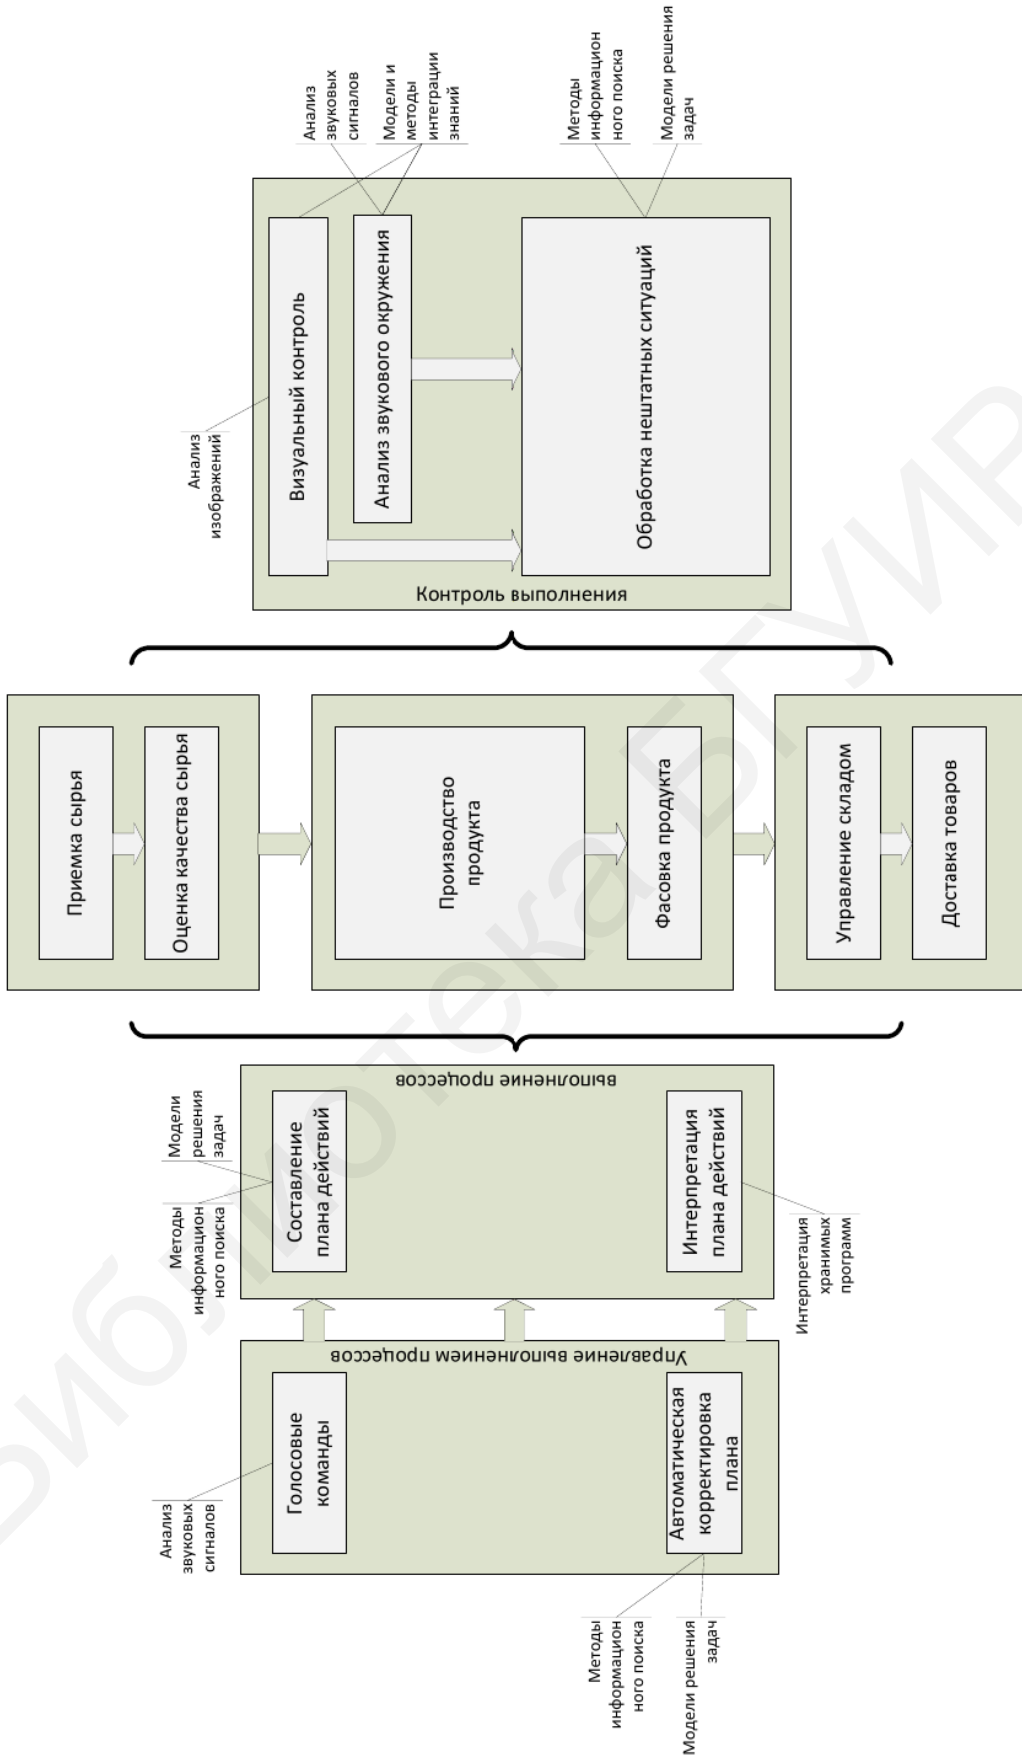 Анализ
звуковых
сигналов
Модели и
методы
интеграции
знаний
Методы
информацион
ного поиска
Модели решения
задач
Анализ
изображений
Визуальный контроль
Анализ звукового окружения
Обработка нештатных ситуаций
Контроль выполнения
Приемка сырья
Оценка качества сырья
Производство
продукта
Фасовка продукта
Управление складом
Доставка товаров
выполнение процессов
Модели
решения
задач
Методы
информацион
ного поиска
Составление
плана действий
Интерпретация
плана действий
Интерпретация
хранимых
программ
Управление выполнением процессов
Голосовые
команды
Автоматическая
корректировка
плана
Анализ
звуковых
сигналов
Методы
информацион
ного поиска
Модели решения
задач
Библиотека БГУИР